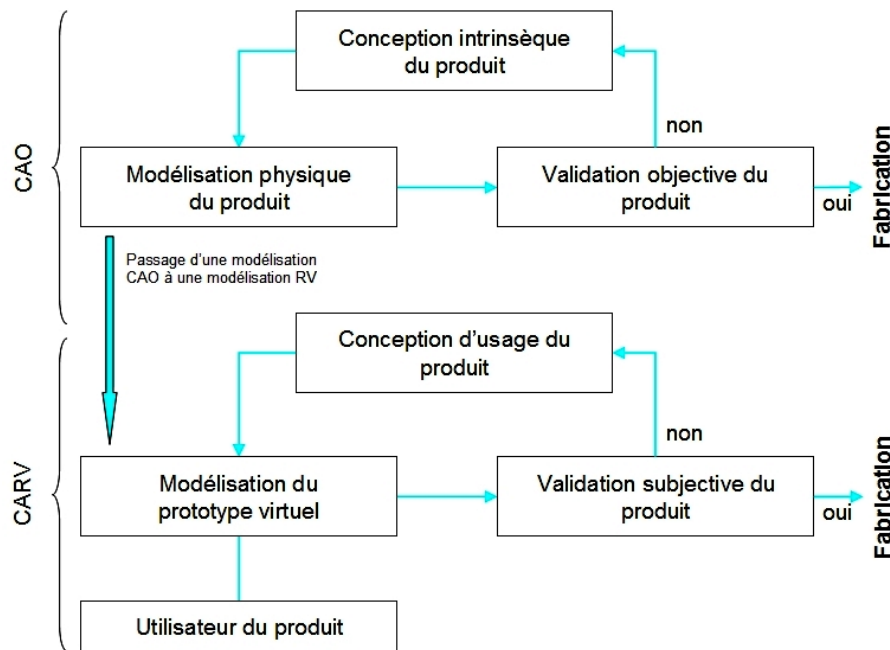 CAO
Conception intrinsèque
du produit
non
Modélisation physique
du produit
Validation objective du
produit
oui
Fabrication
Passage d'une modélisation
CAO à une modélisation RV
CARV
Conception d'usage du
produit
non
Modélisation du
prototype virtuel
Validation subjective du
produit
oui
Fabrication
Utilisateur du produit